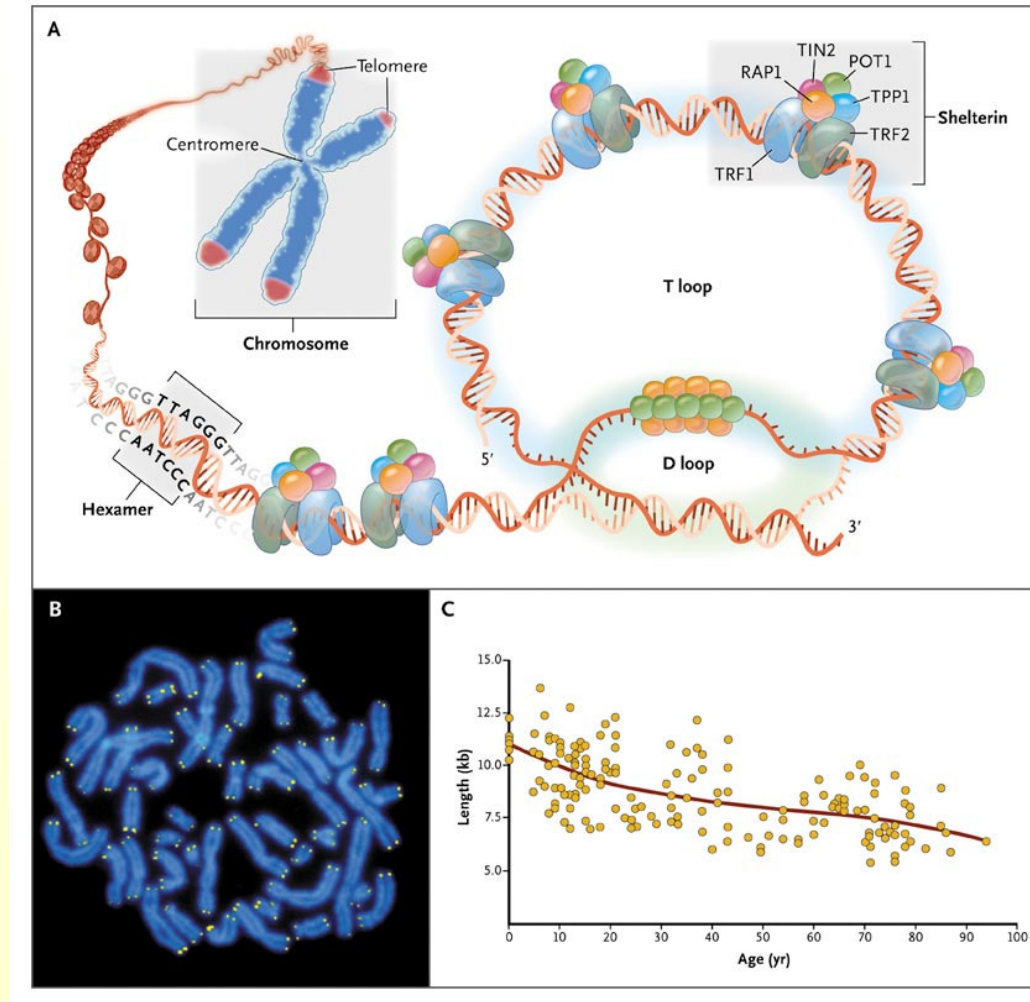 A
Telomere
Centromere
Chromosome
TAGGGTTAGGGTTAGG
TCCCAATCCCAATCCC
Hexamer
TIN2
POT1
RAP1
TPP1
Shelterin
TRF2
TRF1
T loop
D loop
5′
3′
B
C
15.0
12.5
10.0
7.5
5.0
Length (kb)
0
10
20
30
40
50
60
70
80
90
100
Age (yr)